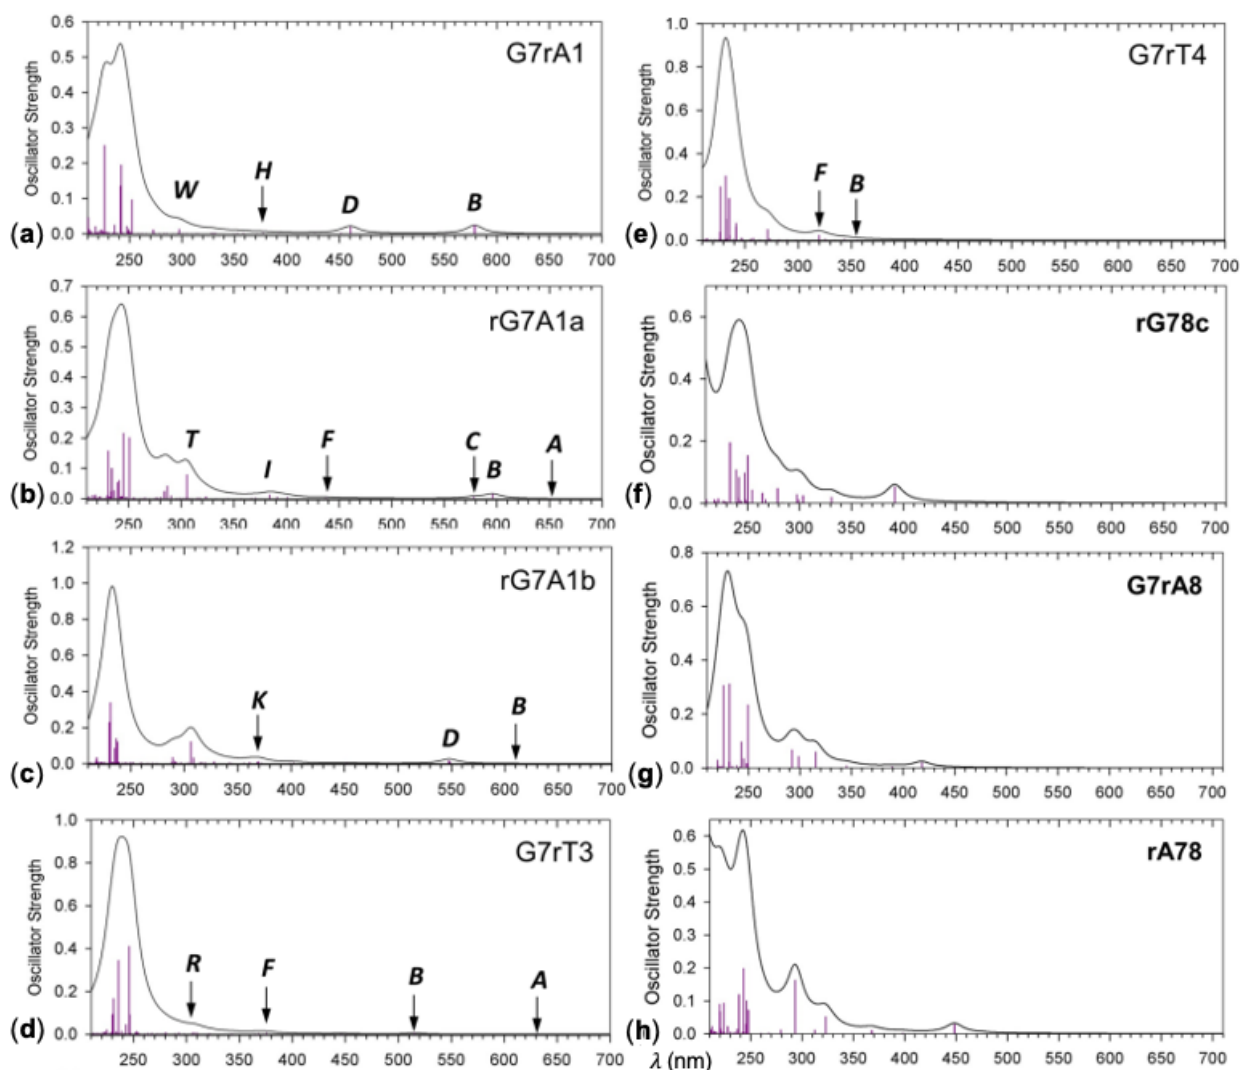 G7rA1
Oscillator Strength
0.6
0.5
0.4
0.3
0.2
0.1
0.0
W
H
D
B
(a)
250 300 350 400 450 500 550 600 650 700
rG7A1a
Oscillator Strength
0.7
0.6
0.5
0.4
0.3
0.2
0.1
0.0
T
I
F
C
B
A
(b)
250 300 350 400 450 500 550 600 650 700
rG7A1b
Oscillator Strength
1.2
1.0
0.8
0.6
0.4
0.2
0.0
K
D
B
(c)
250 300 350 400 450 500 550 600 650 700
G7rT3
Oscillator Strength
1.0
0.8
0.6
0.4
0.2
0.0
R
F
B
A
(d)
250 300 350 400 450 500 550 600 650 700
G7rT4
Oscillator Strength
1.0
0.8
0.6
0.4
0.2
0.0
F
B
(e)
250 300 350 400 450 500 550 600 650 700
rG78c
Oscillator Strength
0.6
0.4
0.2
0.0
(f)
250 300 350 400 450 500 550 600 650 700
G7rA8
Oscillator Strength
0.8
0.6
0.4
0.2
0.0
(g)
250 300 350 400 450 500 550 600 650 700
rA78
Oscillator Strength
0.6
0.5
0.4
0.3
0.2
0.1
0.0
(h)
λ (nm)
250 300 350 400 450 500 550 600 650 700